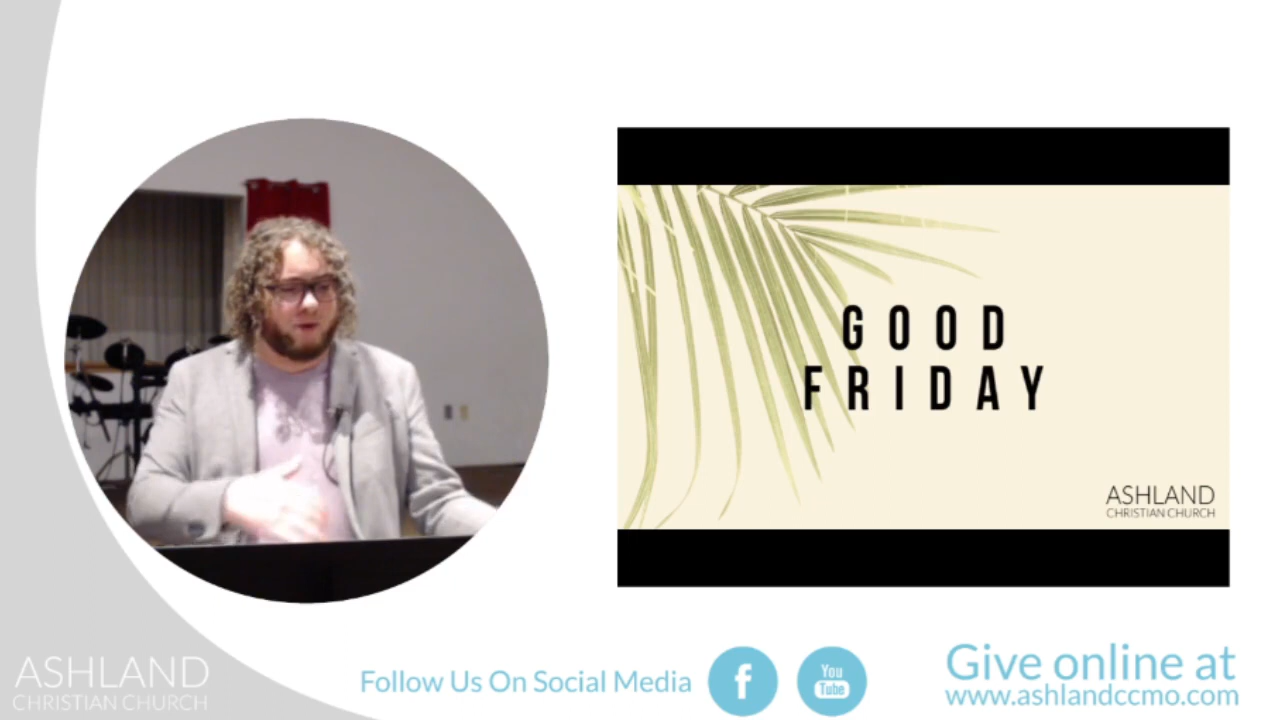 GOOD
FRIDAY
ASHLAND
CHRISTIAN CHURCH
ASHLAND
CHRISTIAN CHURCH
Follow Us On Social Media
f
You
Tube
Give online at
www.ashlandccmo.com